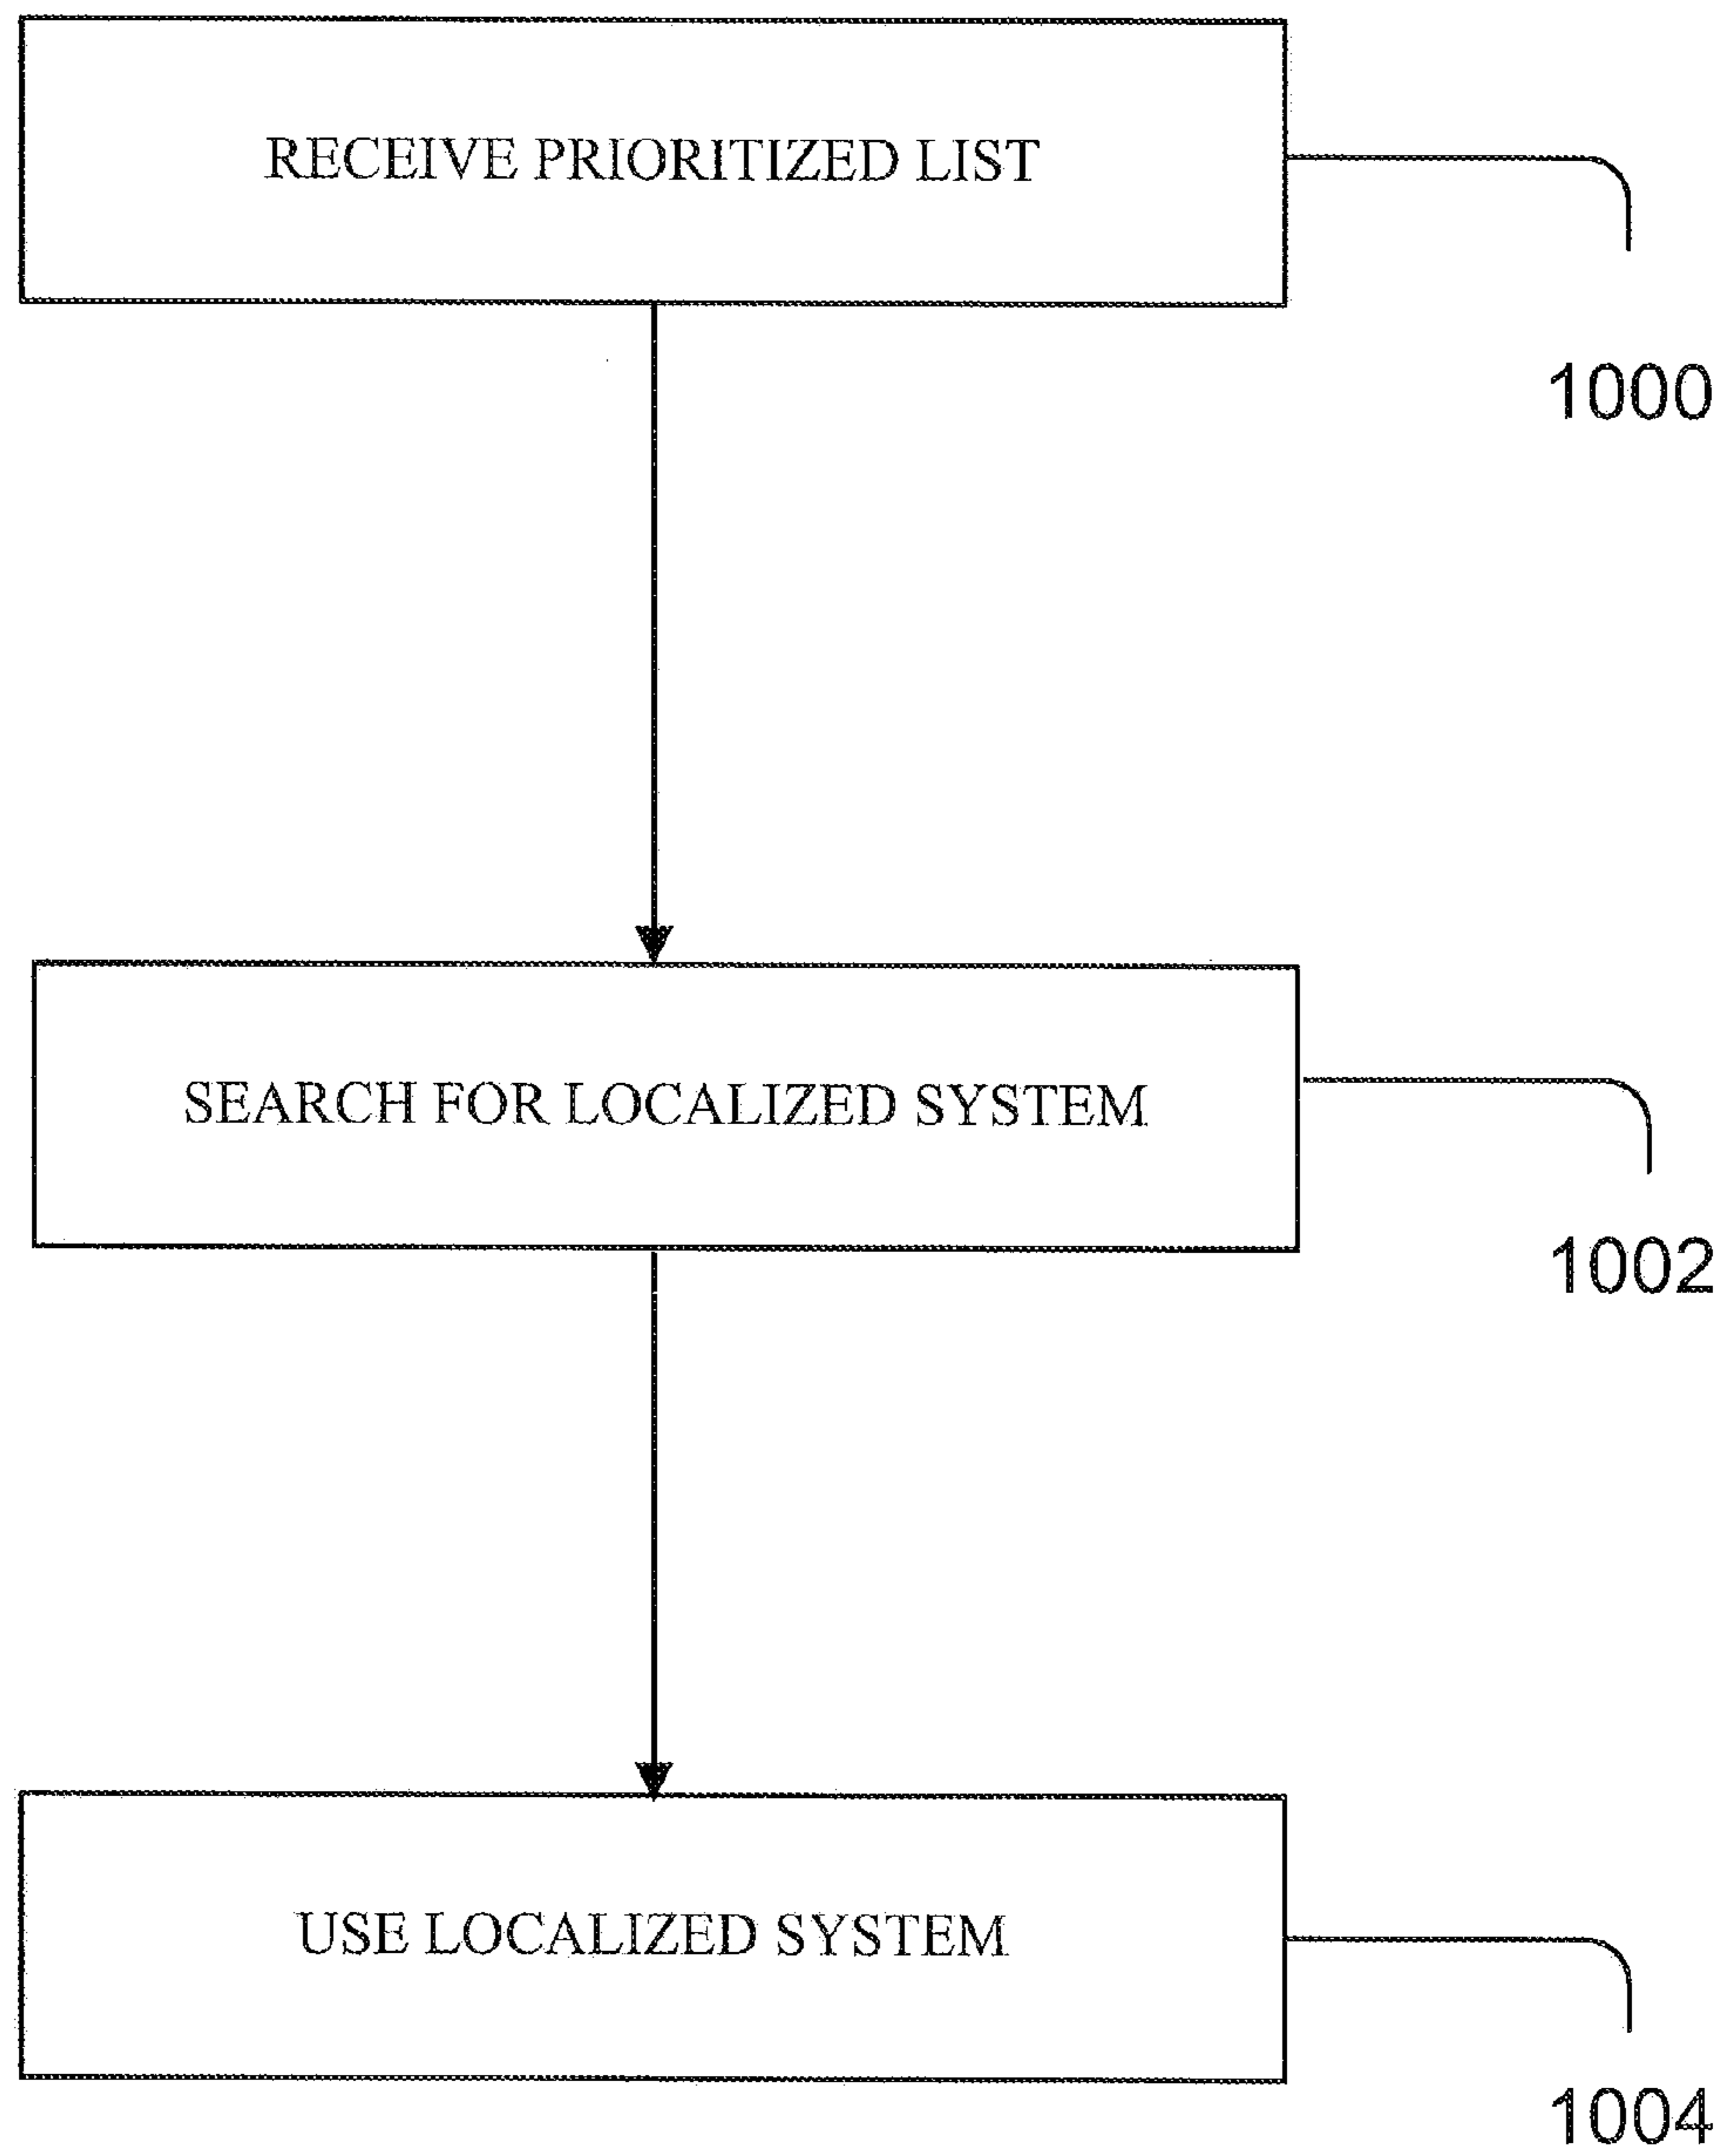 RECEIVE PRIORITIZED LIST
1000
SEARCH FOR LOCALIZED SYSTEM
1002
USE LOCALIZED SYSTEM
1004